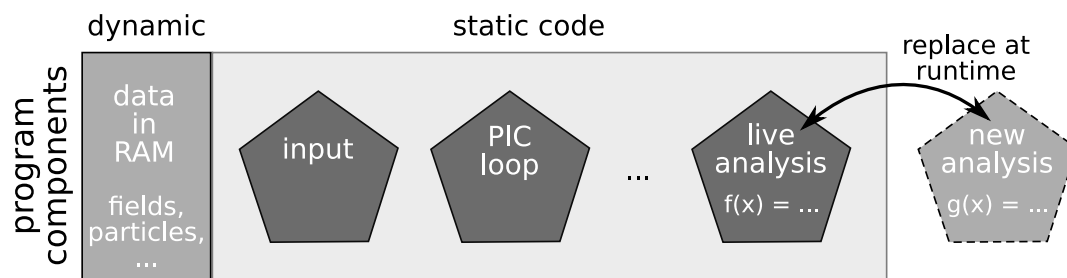 dynamic
static code
replace at
runtime
program
components
data
in
RAM
fields,
particles,
...
input
PIC
loop
...
live
analysis
f(x) = ...
new
analysis
g(x) = ...